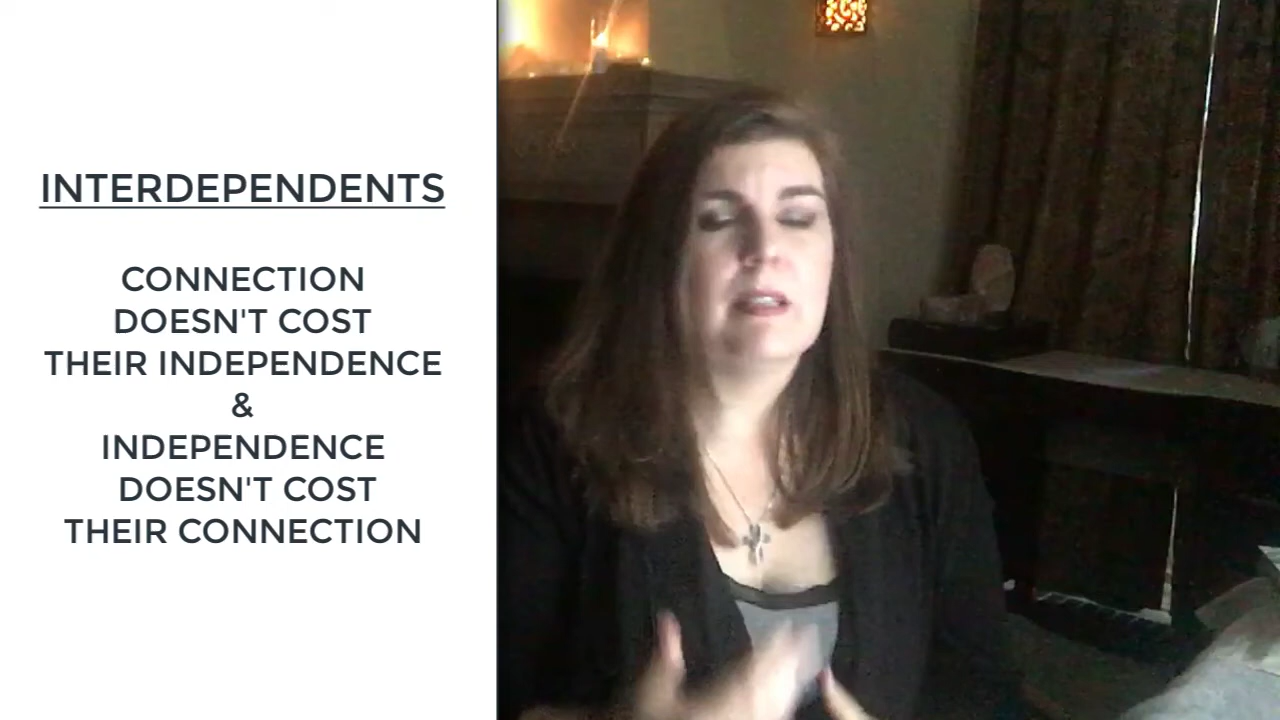 INTERDEPENDENTS
CONNECTION
DOESN'T COST
THEIR INDEPENDENCE
&
INDEPENDENCE
DOESN'T COST
THEIR CONNECTION